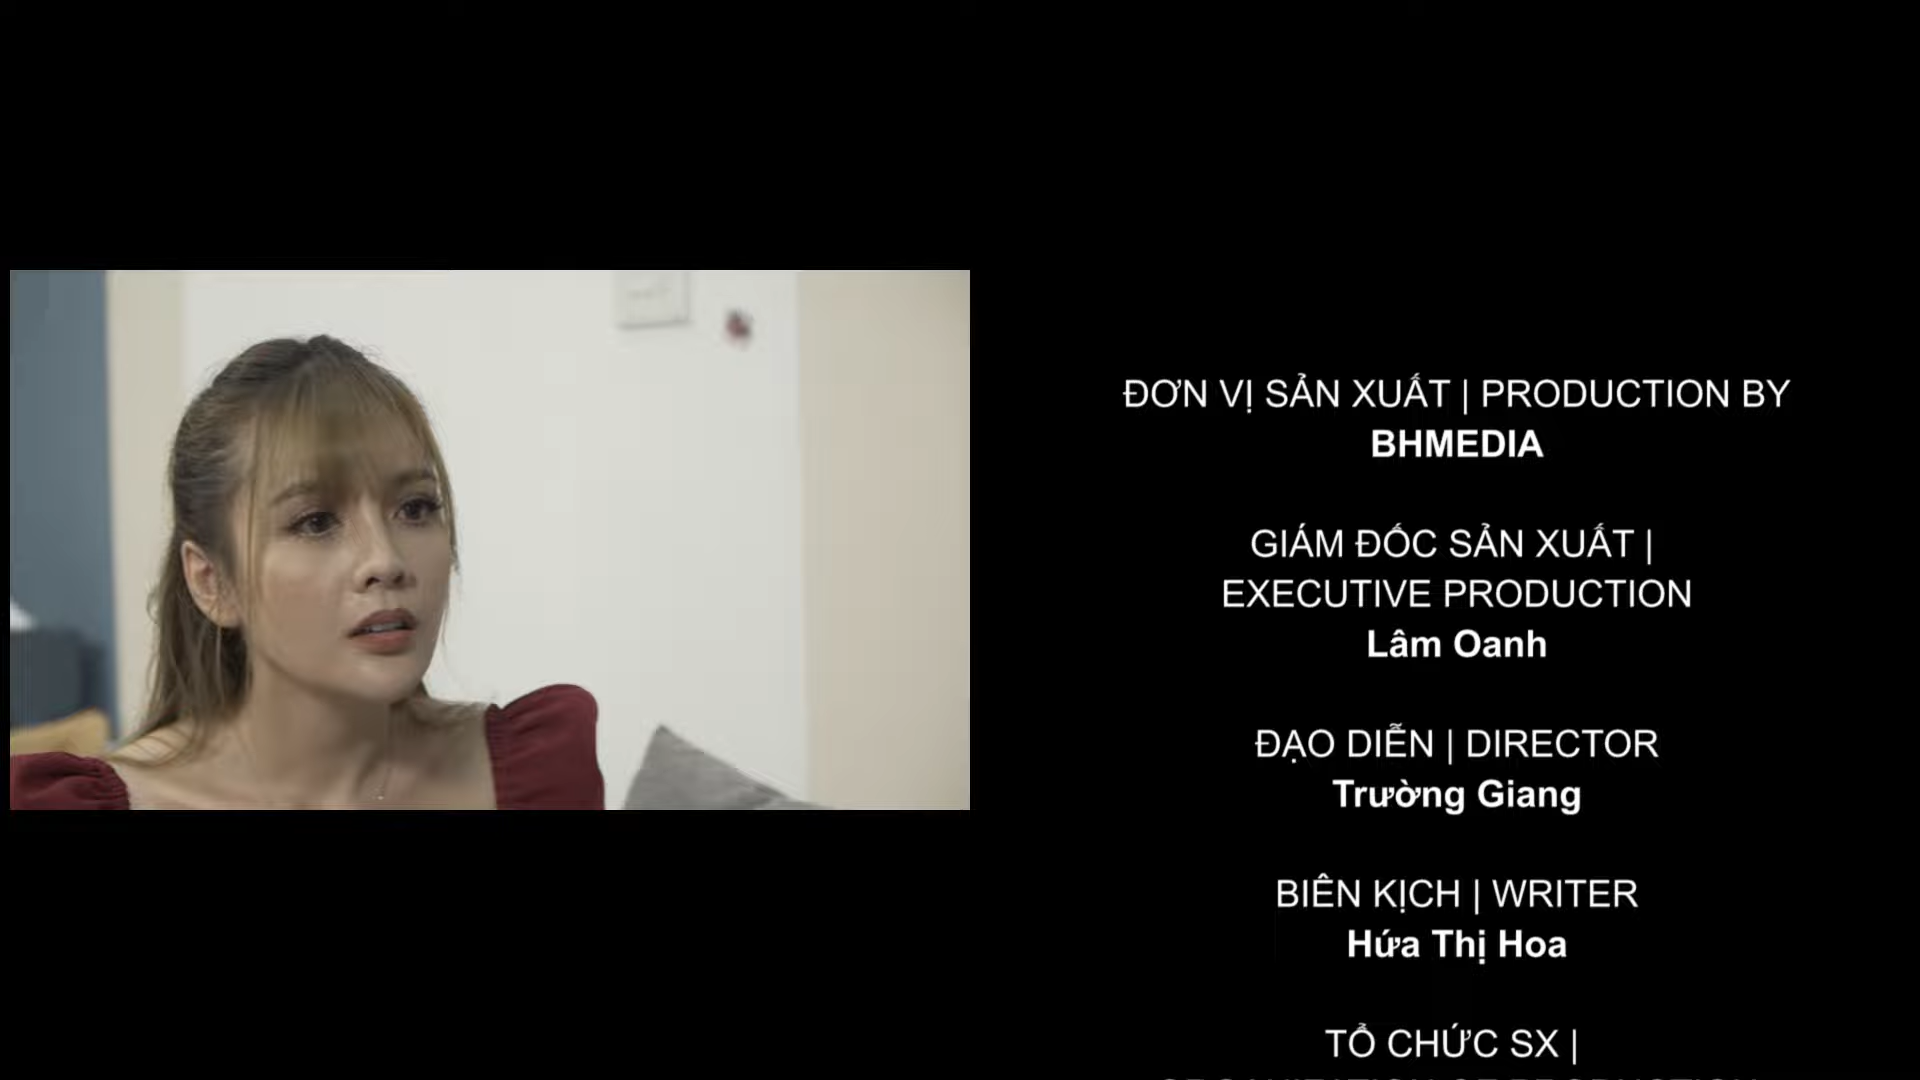 ĐƠN VỊ SẢN XUẤT | PRODUCTION BY
BHMEDIA
GIÁM ĐỐC SẢN XUẤT |
EXECUTIVE PRODUCTION
Lâm Oanh
ĐẠO DIỄN | DIRECTOR
Trường Giang
BIÊN KỊCH | WRITER
Hứa Thị Hoa
TỔ CHỨC SX |